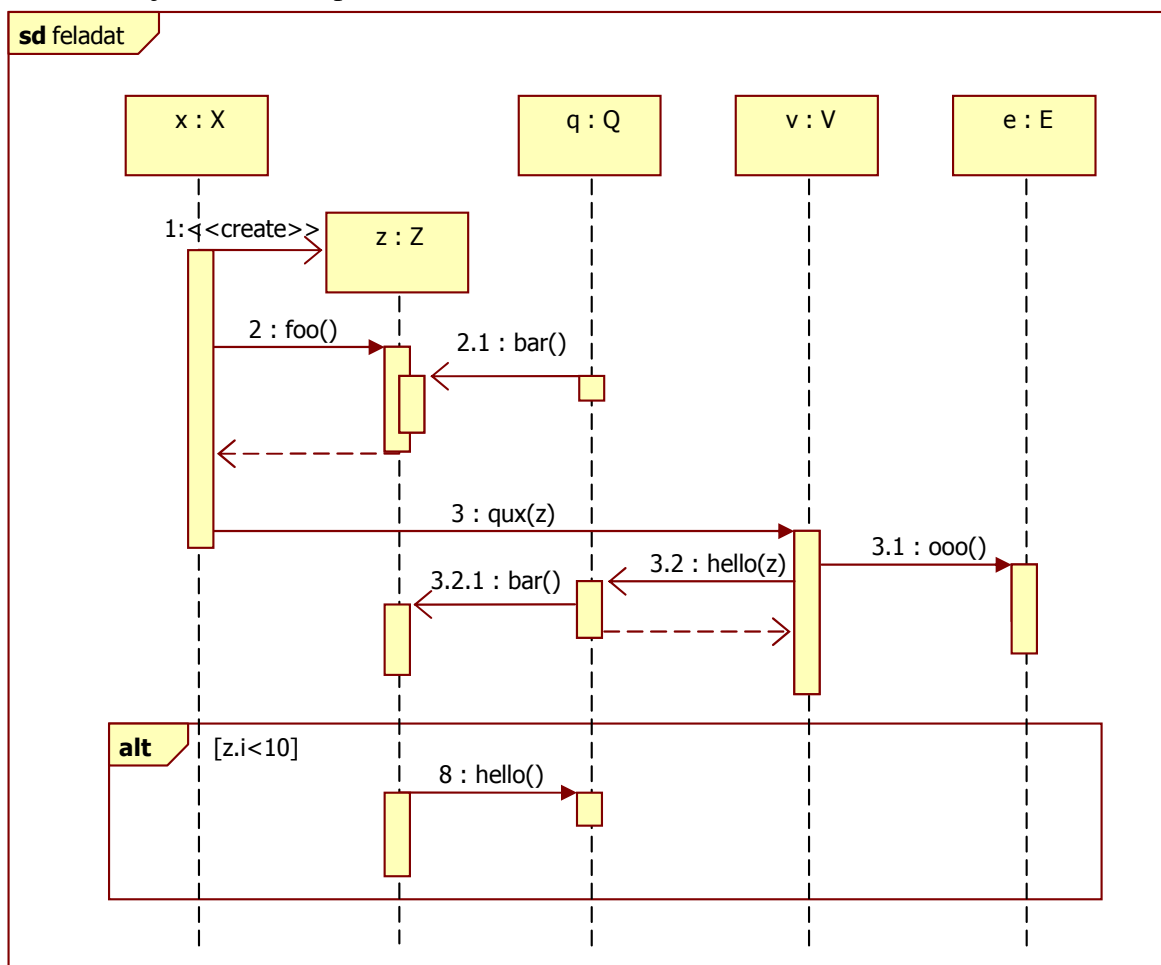 sd feladat
x : X
q : Q
v : V
e : E
1:<<create>>
z : Z
2 : foo()
2.1 : bar()
3 : qux(z)
3.1 : ooo()
3.2 : hello(z)
3.2.1 : bar()
alt
[z.i<10]
8 : hello()